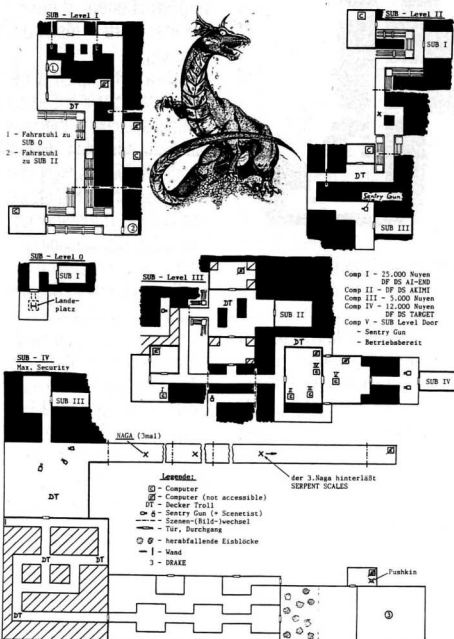 SUB - Level I
DT
1 - Fahrstuhl zu
SUB 0
2 - Fahrstuhl
zu SUB II
SUB - Level II
SUB I
DT
Sentry Gun
SUB III
SUB - Level 0
SUB I
Lande-
platz
SUB - Level III
DT
SUB II
DT
SUB IV
Comp I - 25.000 Nuyen
DF DS AI-END
Comp II - DF DS AKIMI
Comp III - 5.000 Nuyen
Comp IV - 12.000 Nuyen
DF DS TARGET
Comp V - SUB Level Door
- Sentry Gun
- Betriebsbereit
SUB - IV
Max. Security
SUB III
DT
NAGA (3mal)
der 3.Naga hinterläßt
SERPENT SCALES
Legende:
C - Computer
Computer (not accessible)
DT - Decker Troll
- Sentry Gun (+ Scenetist)
- Szenen-(Bild-)wechsel
- Tür, Durchgang
- herabfallende Eisblöcke
- Wand
3 - DRAKE
DT
DT
DT
DT
Pushkin
3